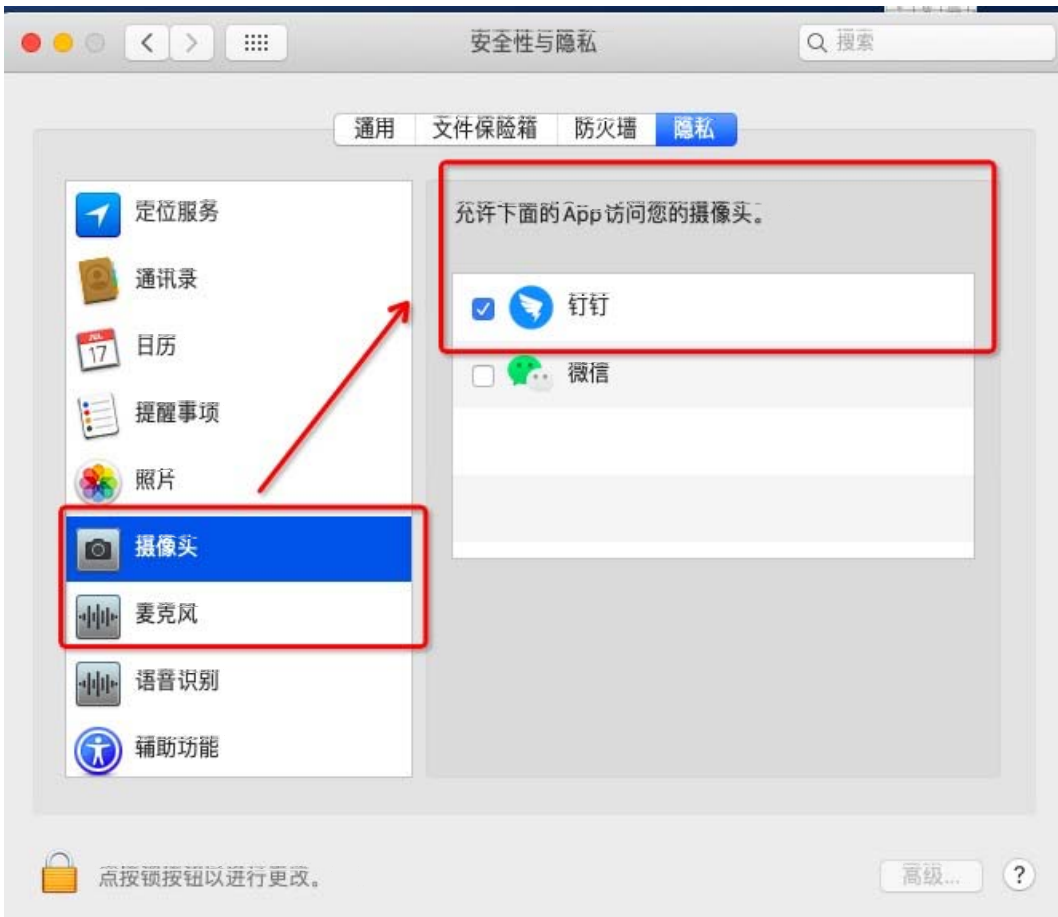 安全性与隐私
搜索
通用
文件保险箱
防火墙
隐私
定位服务
通讯录
JUL
17
日历
提醒事项
照片
摄像头
麦克风
语音识别
辅助功能
允许下面的App访问您的摄像头。
钉钉
微信
点按锁按钮以进行更改。
高级...
?